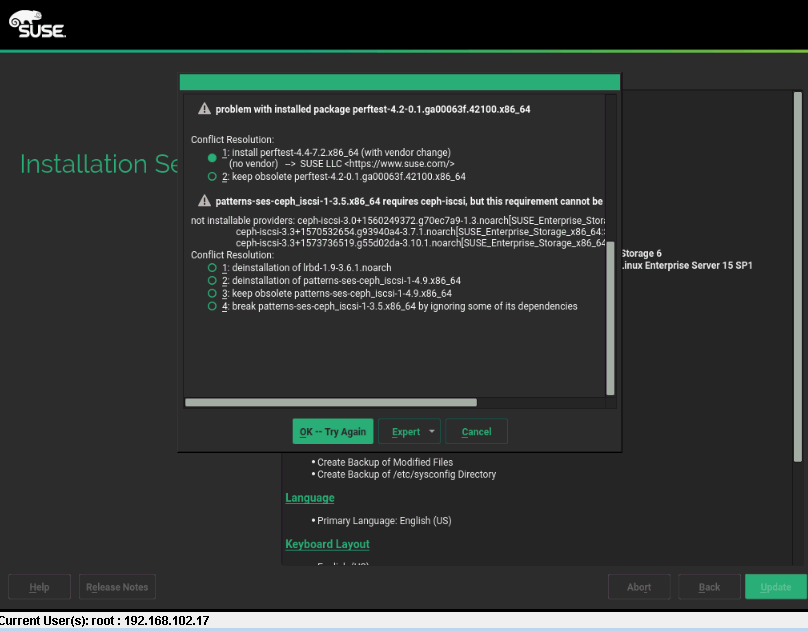 SUSE
Installation Se
problem with installed package perftest-4.2-0.1.ga00063f.42100.x86_64
Conflict Resolution:
1: install perftest-4.4-7.2.x86_64 (with vendor change)
(no vendor) --> SUSE LLC <https://www.suse.com/>
2: keep obsolete perftest-4.2-0.1.ga00063f.42100.x86_64
patterns-ses-ceph_iscsi-1-3.5.x86_64 requires ceph-iscsi, but this requirement cannot be
not installable providers: ceph-iscsi-3.0+1560249372.g70ec7a9-1.3.noarch[SUSE_Enterprise_Stora
ceph-iscsi-3.3+1570532654.g93940a4-3.7.1.noarch[SUSE_Enterprise_Storage_x86_64:
ceph-iscsi-3.3+1573736519.g55d02da-3.10.1.noarch[SUSE_Enterprise_Storage_x86_64
Conflict Resolution:
1: deinstallation of lrbd-1.9-3.6.1.noarch
2: deinstallation of patterns-ses-ceph_iscsi-1-4.9.x86_64
3: keep obsolete patterns-ses-ceph_iscsi-1-4.9.x86_64
4: break patterns-ses-ceph_iscsi-1-3.5.x86_64 by ignoring some of its dependencies
Storage 6
inux Enterprise Server 15 SP1
OK -- Try Again Expert Cancel
• Create Backup of Modified Files
• Create Backup of /etc/sysconfig Directory
Language
• Primary Language: English (US)
Keyboard Layout
Help Release Notes Abort Back Update
Current User(s): root : 192.168.102.17